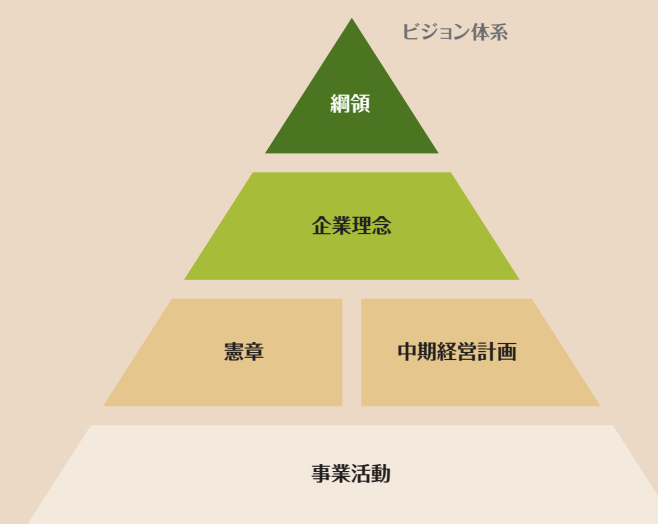 ビジョン体系
綱領
企業理念
憲章
中期経営計画
事業活動